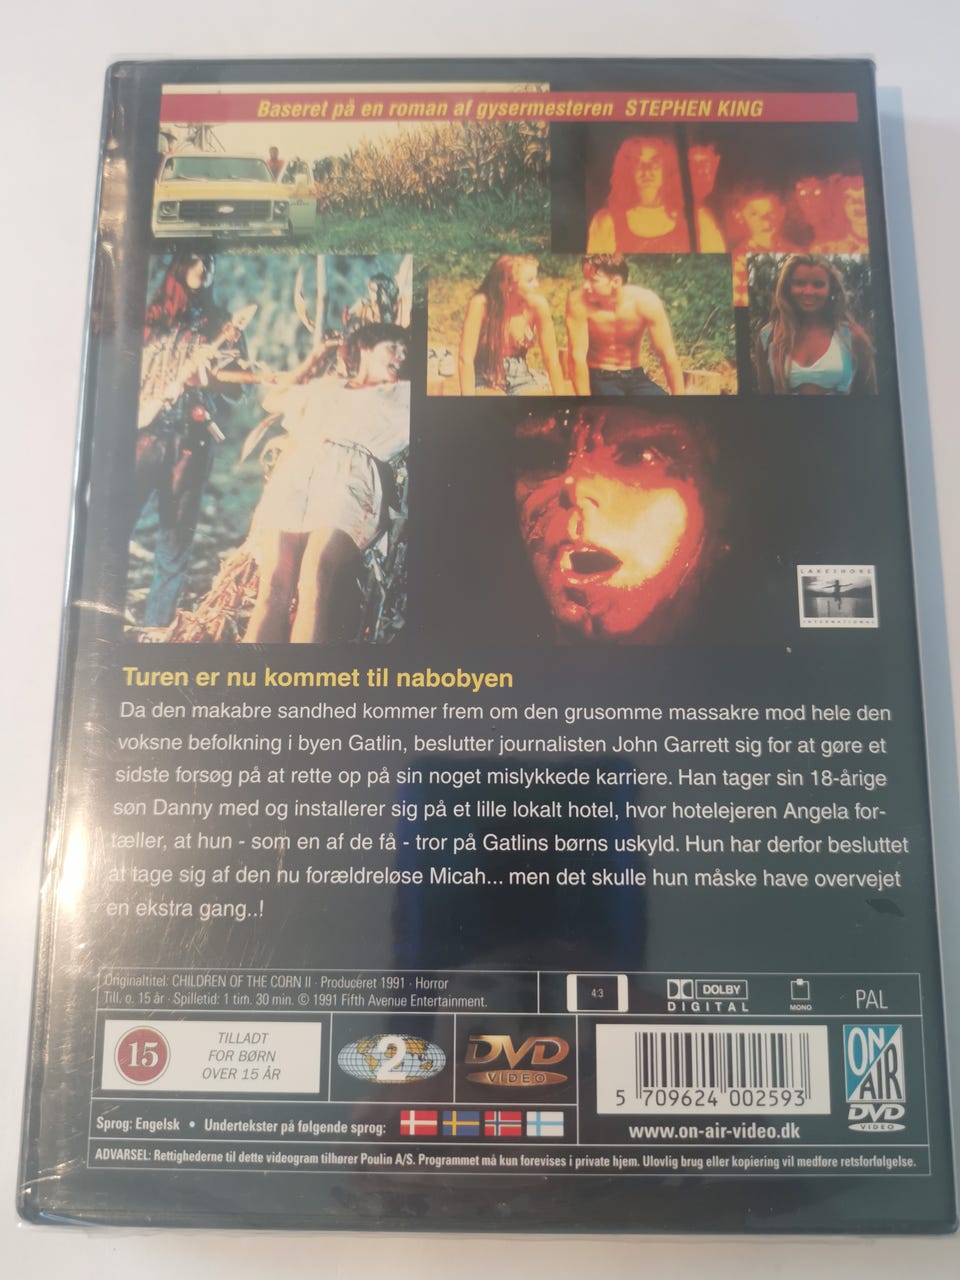 Baseret på en roman af gysermesteren STEPHEN KING
LAKESHORE
INTERNATIONAL
Turen er nu kommet til nabobyen
Da den makabre sandhed kommer frem om den grusomme massakre mod hele den
voksne befolkning i byen Gatlin, beslutter journalisten John Garrett sig for at gøre et
sidste forsøg på at rette op på sin noget mislykkede karriere. Han tager sin 18-årige
søn Danny med og installerer sig på et lille lokalt hotel, hvor hotelejeren Angela for-
tæller, at hun - som en af de få - tror på Gatlins børns uskyld. Hun har derfor besluttet
at tage sig af den nu forældreløse Micah... men det skulle hun måske have overvejet
en ekstra gang..!
Originaltitel: CHILDREN OF THE CORN II · Produceret 1991 · Horror
Till. o. 15 år · Spilletid: 1 tim. 30 min. © 1991 Fifth Avenue Entertainment.
4:3
DOLBY
DIGITAL
MONO
PAL
15
TILLADT
FOR BØRN
OVER 15 ÅR
2
DVD
VIDEO
5 709624 002593
ON
AIR
DVD
VIDEO
Sprog: Engelsk • Undertekster på følgende sprog:
www.on-air-video.dk
ADVARSEL: Rettighederne til dette videogram tilhører Poulin A/S. Programmet må kun forevises i private hjem. Ulovlig brug eller kopiering vil medføre retsforfølgelse.